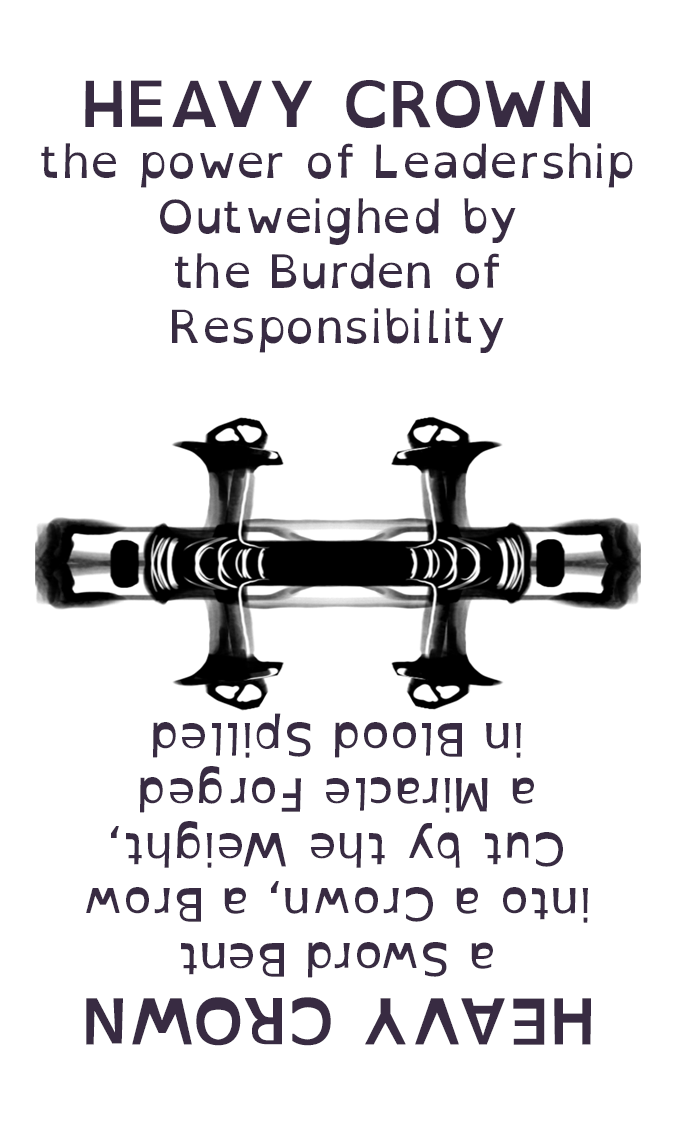 HEAVY CROWN
the power of Leadership
Outweighed by
the Burden of
Responsibility
HEAVY CROWN
a Sword Bent
into a Crown, a Brow
Cut by the Weight,
a Miracle Forged
in Blood Spilled